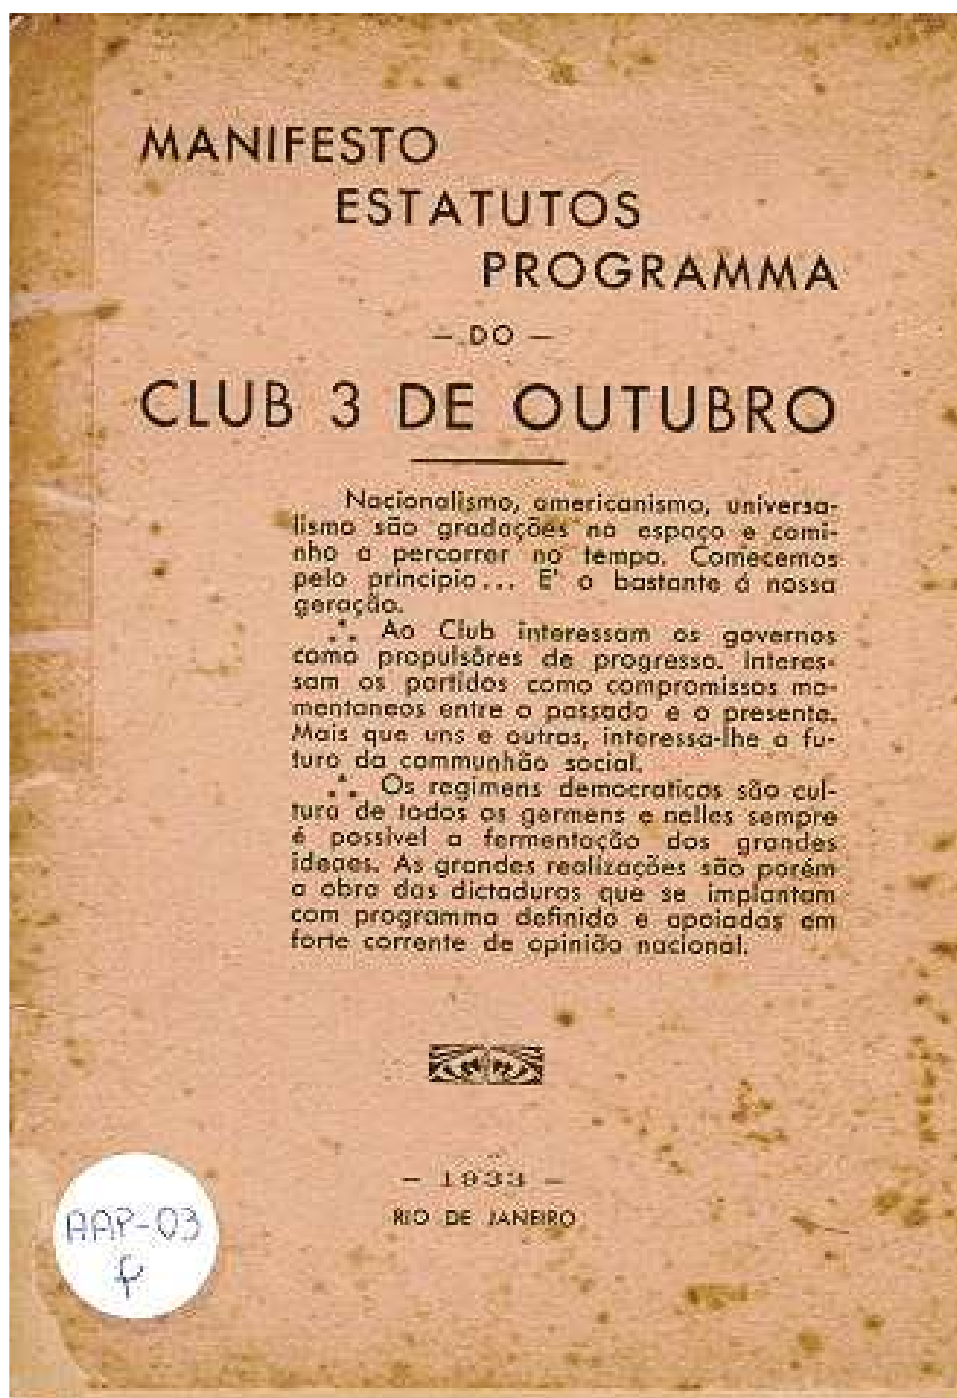 MANIFESTO
ESTATUTOS
PROGRAMMA
— DO —
CLUB 3 DE OUTUBRO
Nacionalismo, americanismo, universa-
lismo são gradações no espaço e cami-
nho a percorrer no tempo. Comecemos
pelo principio... E' o bastante á nossa
geração.
.•. Ao Club interessam os governos
como propulsôres de progresso. Interes-
sam os partidos como compromissos mo-
mentaneos entre o passado e o presente.
Mais que uns e outros, interessa-lhe o fu-
turo da communhão social.
.•. Os regimens democraticos são cul-
tura de todos os germens e nelles sempre
é possivel a fermentação dos grandes
ideaes. As grandes realizações são porém
a obra das dictaduras que se implantam
com programma definido e apoiadas em
forte corrente de opinião nacional.
— 1933 —
RIO DE JANEIRO
AAP-03
f